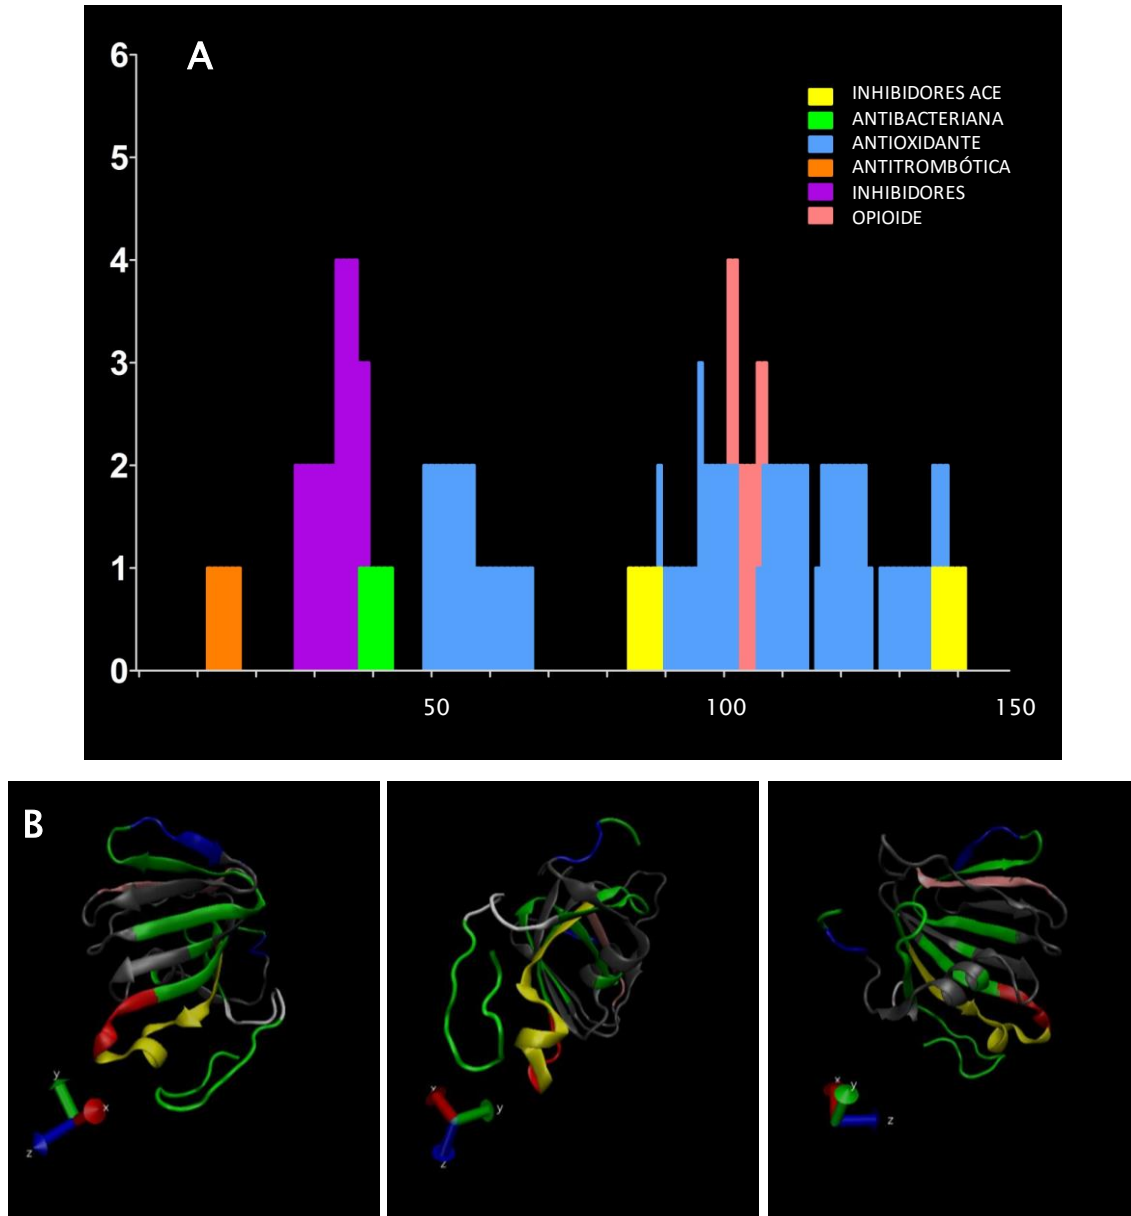 A
6
5
4
3
2
1
0
INHIBIDORES ACE
ANTIBACTERIANA
ANTIOXIDANTE
ANTITROMBÓTICA
INHIBIDORES
OPIOIDE
50 100 150
B
y
x
z
x
y
z
x
y
z